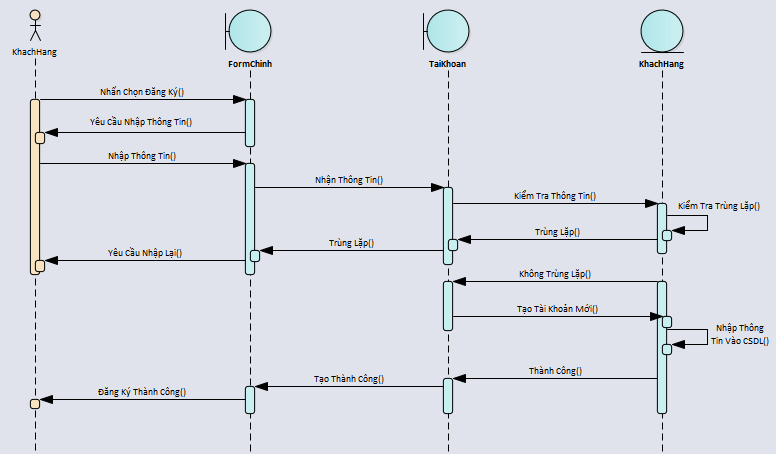 KhachHang
FormChinh
TaiKhoan
KhachHang
Nhấn Chọn Đăng Ký()
Yêu Cầu Nhập Thông Tin()
Nhập Thông Tin()
Nhận Thông Tin()
Kiểm Tra Thông Tin()
Kiểm Tra Trùng Lặp()
Trùng Lặp()
Trùng Lặp()
Yêu Cầu Nhập Lại()
Không Trùng Lặp()
Tạo Tài Khoản Mới()
Nhập Thông
Tin Vào CSDL()
Thành Công()
Tạo Thành Công()
Đăng Ký Thành Công()